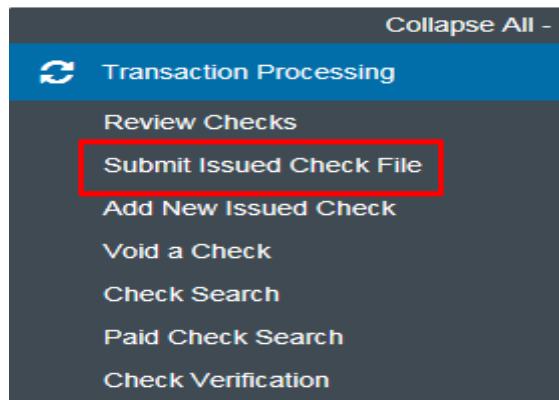 Collapse All -
Transaction Processing
Review Checks
Submit Issued Check File
Add New Issued Check
Void a Check
Check Search
Paid Check Search
Check Verification